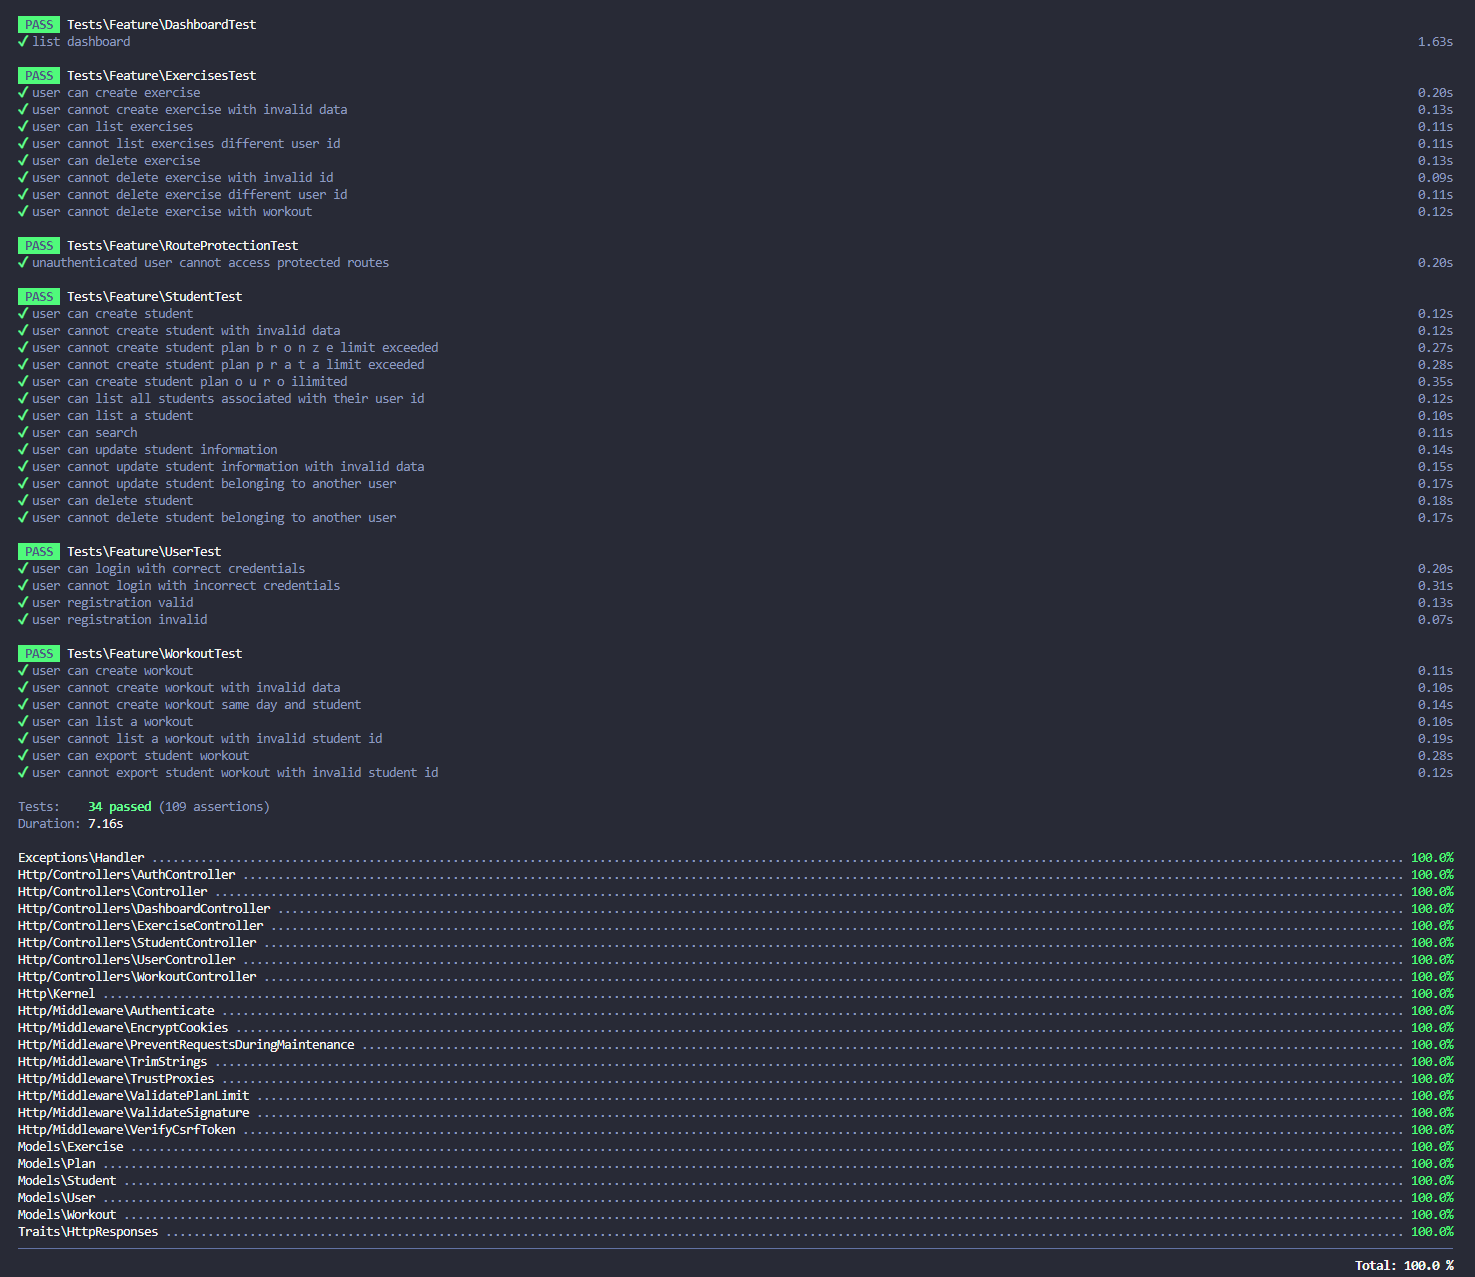 PASS Tests\Feature\DashboardTest
✓ list dashboard 1.63s
PASS Tests\Feature\ExercisesTest
✓ user can create exercise 0.20s
✓ user cannot create exercise with invalid data 0.13s
✓ user can list exercises 0.11s
✓ user cannot list exercises different user id 0.11s
✓ user can delete exercise 0.13s
✓ user cannot delete exercise with invalid id 0.09s
✓ user cannot delete exercise different user id 0.11s
✓ user cannot delete exercise with workout 0.12s
PASS Tests\Feature\RouteProtectionTest
✓ unauthenticated user cannot access protected routes 0.20s
PASS Tests\Feature\StudentTest
✓ user can create student 0.12s
✓ user cannot create student with invalid data 0.12s
✓ user cannot create student plan b r o n z e limit exceeded 0.27s
✓ user cannot create student plan p r a t a limit exceeded 0.28s
✓ user can create student plan o u r o ilimited 0.35s
✓ user can list all students associated with their user id 0.12s
✓ user can list a student 0.10s
✓ user can search 0.11s
✓ user can update student information 0.14s
✓ user cannot update student information with invalid data 0.15s
✓ user cannot update student belonging to another user 0.17s
✓ user can delete student 0.18s
✓ user cannot delete student belonging to another user 0.17s
PASS Tests\Feature\UserTest
✓ user can login with correct credentials 0.20s
✓ user cannot login with incorrect credentials 0.31s
✓ user registration valid 0.13s
✓ user registration invalid 0.07s
PASS Tests\Feature\WorkoutTest
✓ user can create workout 0.11s
✓ user cannot create workout with invalid data 0.10s
✓ user cannot create workout same day and student 0.14s
✓ user can list a workout 0.10s
✓ user cannot list a workout with invalid student id 0.19s
✓ user can export student workout 0.28s
✓ user cannot export student workout with invalid student id 0.12s
Tests: 34 passed (109 assertions)
Duration: 7.16s
Exceptions\Handler ........ 100.0%
Http/Controllers\AuthController ........ 100.0%
Http/Controllers\Controller ........ 100.0%
Http/Controllers\DashboardController ........ 100.0%
Http/Controllers\ExerciseController ........ 100.0%
Http/Controllers\StudentController ........ 100.0%
Http/Controllers\UserController ........ 100.0%
Http/Controllers\WorkoutController ........ 100.0%
Http\Kernel ........ 100.0%
Http/Middleware\Authenticate ........ 100.0%
Http/Middleware\EncryptCookies ........ 100.0%
Http/Middleware\PreventRequestsDuringMaintenance ........ 100.0%
Http/Middleware\TrimStrings ........ 100.0%
Http/Middleware\TrustProxies ........ 100.0%
Http/Middleware\ValidatePlanLimit ........ 100.0%
Http/Middleware\ValidateSignature ........ 100.0%
Http/Middleware\VerifyCsrfToken ........ 100.0%
Models\Exercise ........ 100.0%
Models\Plan ........ 100.0%
Models\Student ........ 100.0%
Models\User ........ 100.0%
Models\Workout ........ 100.0%
Traits\HttpResponses ........ 100.0%
Total: 100.0 %